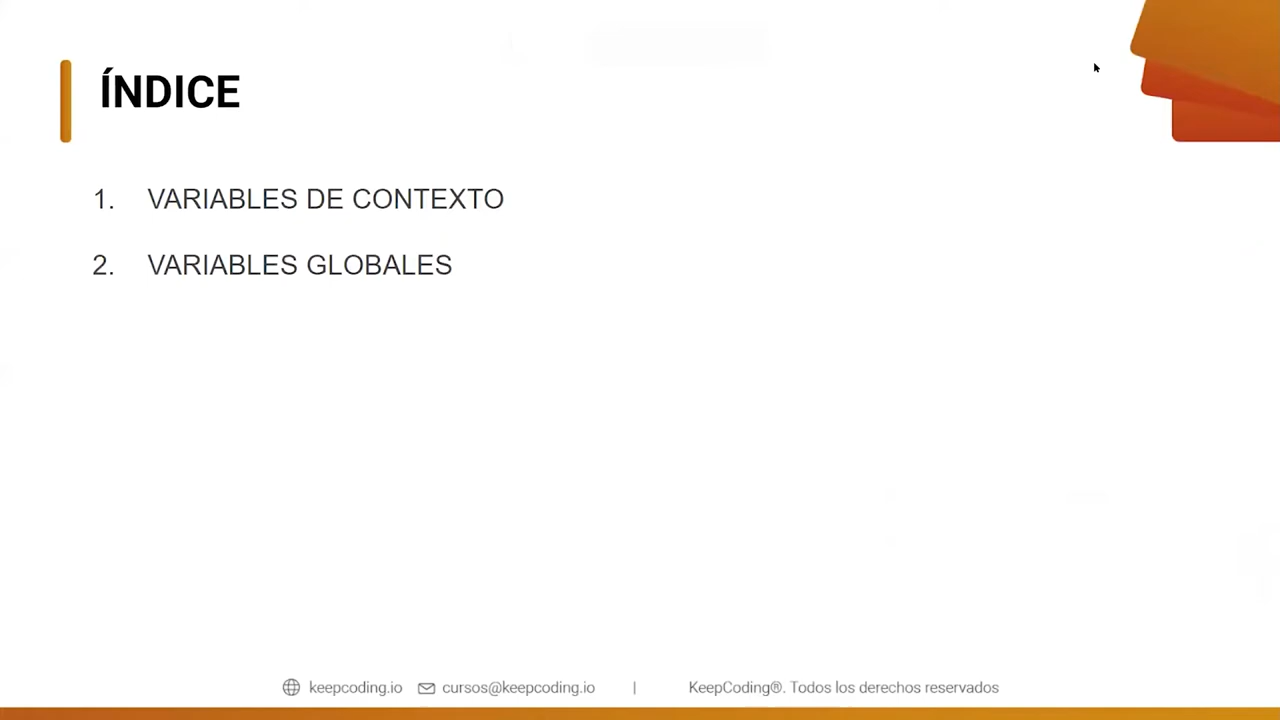 ÍNDICE
1. VARIABLES DE CONTEXTO
2. VARIABLES GLOBALES
keepcoding.io cursos@keepcoding.io | KeepCoding®. Todos los derechos reservados